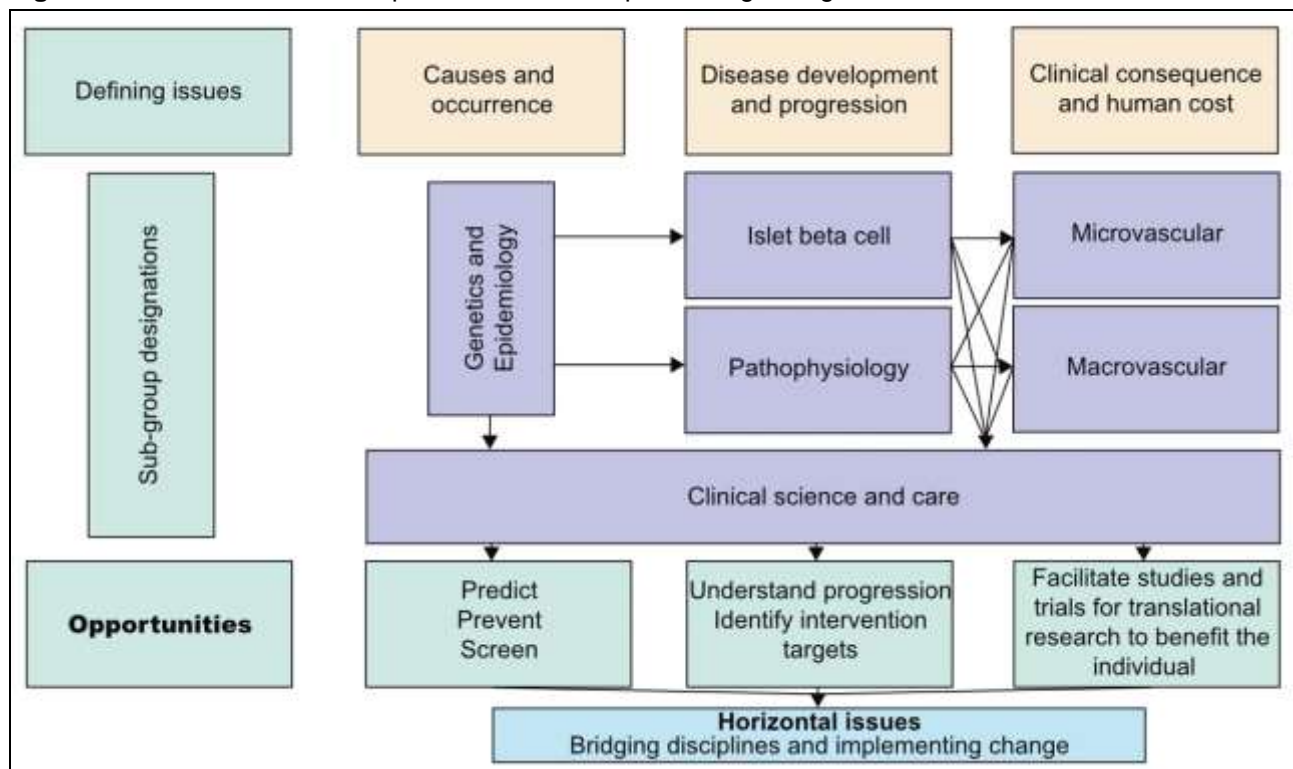 Defining issues
Causes and
occurrence
Disease development
and progression
Clinical consequence
and human cost
Sub-group designations
Genetics and
Epidemiology
Islet beta cell
Microvascular
Pathophysiology
Macrovascular
Clinical science and care
Opportunities
Predict
Prevent
Screen
Understand progression
Identify intervention
targets
Facilitate studies and
trials for translational
research to benefit the
individual
Horizontal issues
Bridging disciplines and implementing change